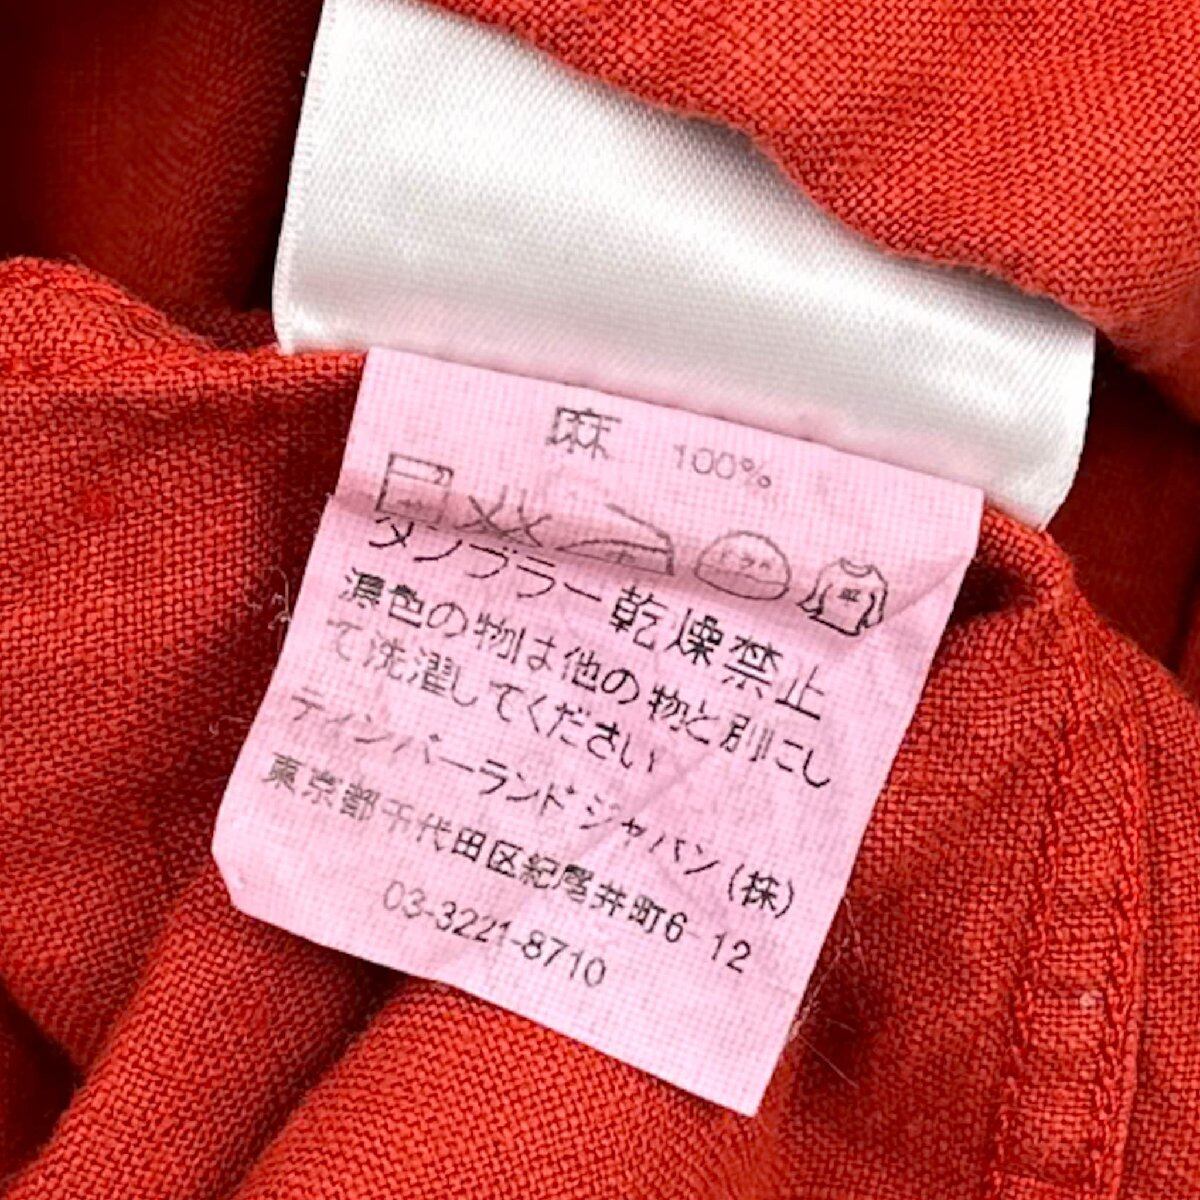 麻 100%
タンブラー乾燥禁止
濃色の物は他の物と別にし
て洗濯してください
ティンバーランドジャパン(株)
東京都千代田区紀尾井町6-12
03-3221-8710